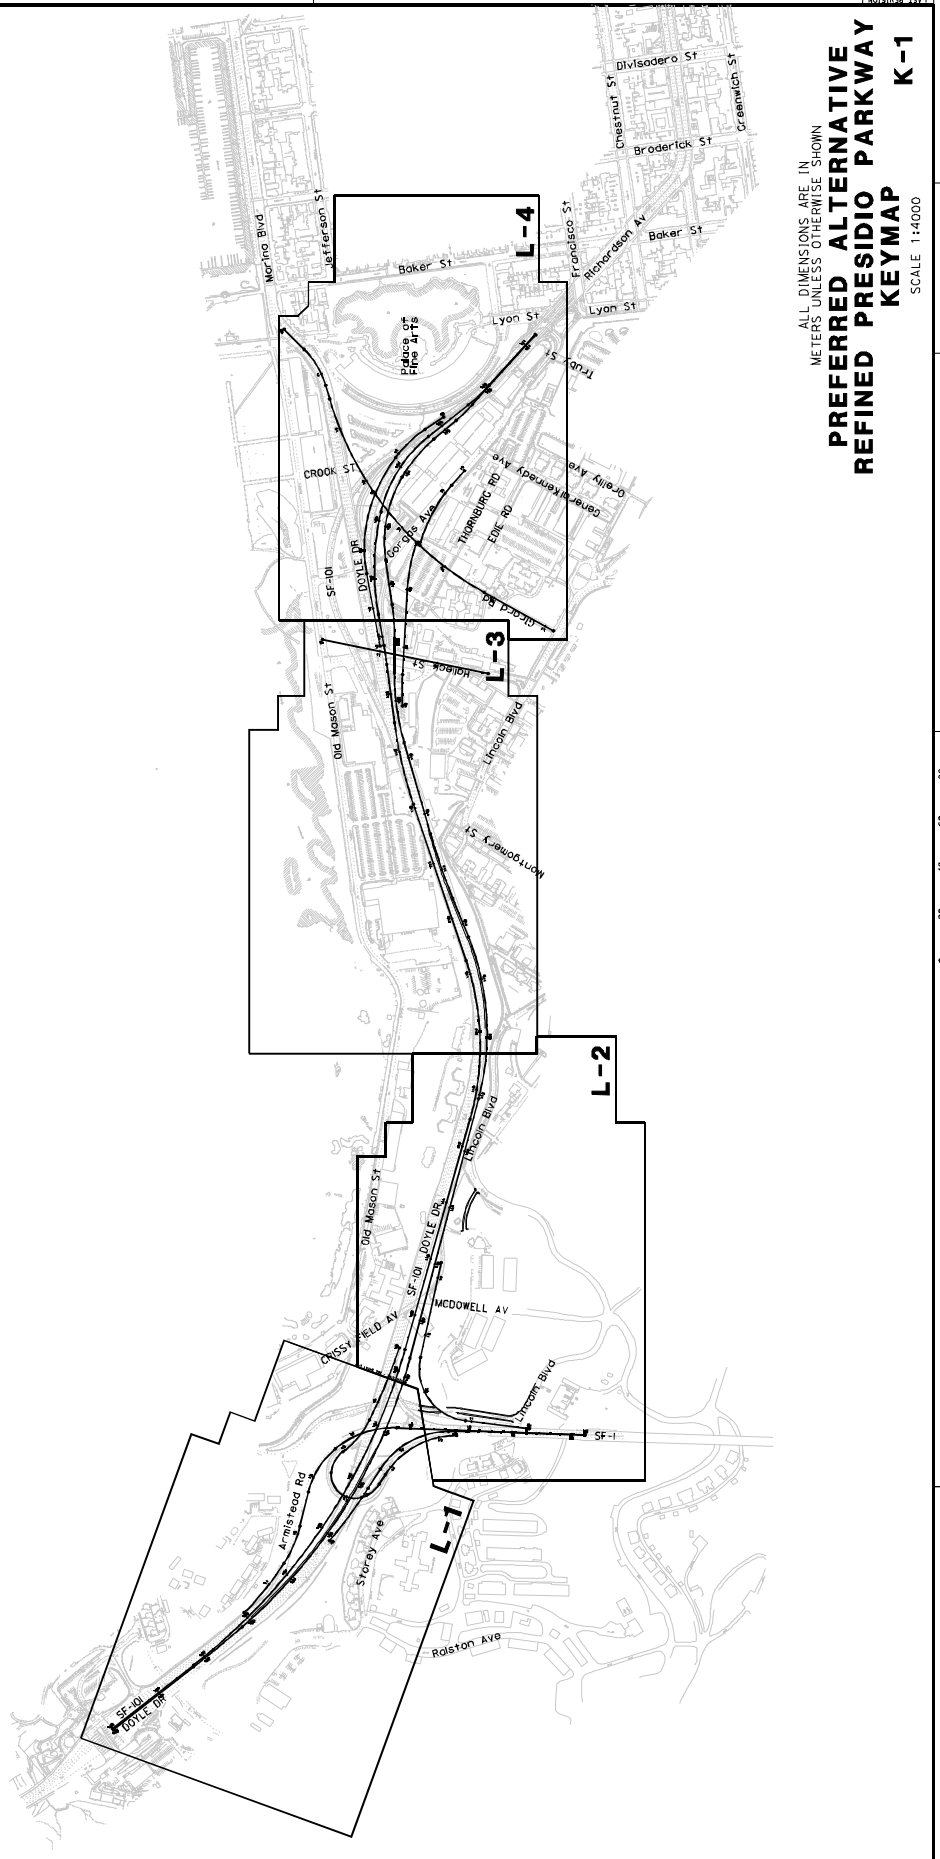 ALL DIMENSIONS ARE IN
METERS UNLESS OTHERWISE SHOWN
PREFERRED ALTERNATIVE
REFINED PRESIDIO PARKWAY
KEYMAP
K-1
SCALE 1:4000
Divisadero St
Chestnut St
Greenwich St
Broderick St
Jefferson St
Marina Blvd
L-4
Francisco St
Richardson Av
Baker St
Baker St
Lyon St
Lyon St
Palace of
Fine Arts
Truby St
CROOK ST
General Kennedy Ave
Oreilly Ave
THORNBURG RD
EDIE RD
Gorgas Ave
DOYLE DR
SF-101
Girard Rd
L-3
Halleck St
Old Mason St
Lincoln Blvd
Montgomery St
L-2
Lincoln Blvd
Old Mason St
DOYLE DR
SF-101
MCDOWELL AV
CRISSY FIELD AV
Lincoln Blvd
SF-1
Armistead Rd
L-1
Storey Ave
Ralston Ave
SF-101
DOYLE DR